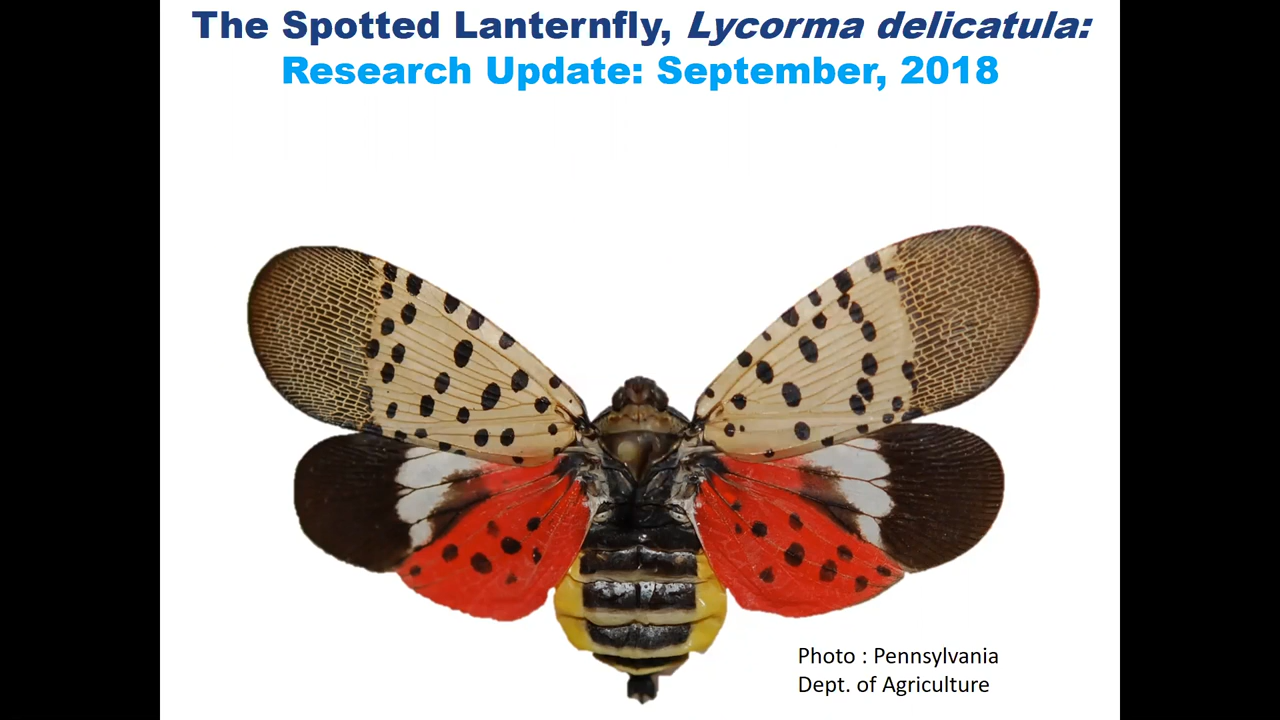 The Spotted Lanternfly, Lycorma delicatula:
Research Update: September, 2018
Photo : Pennsylvania
Dept. of Agriculture